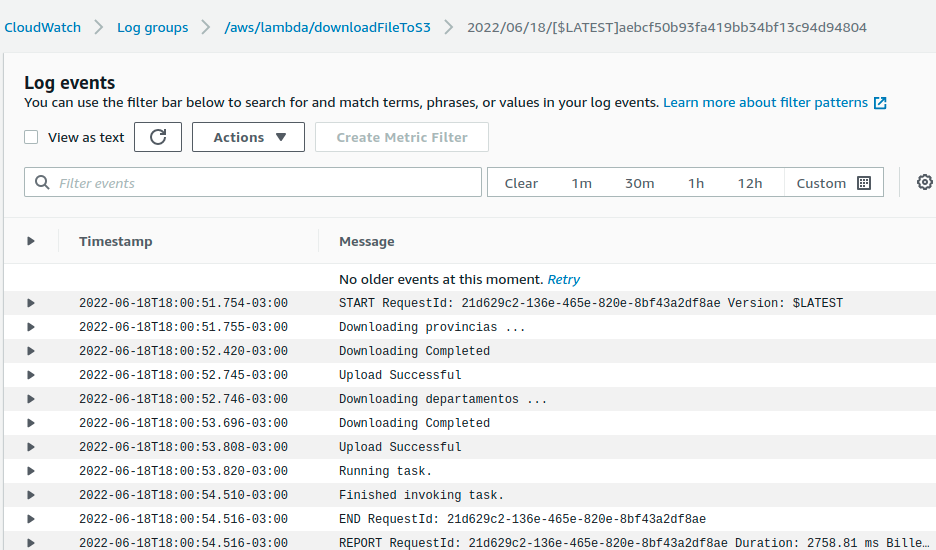 CloudWatch > Log groups > /aws/lambda/downloadFileToS3 > 2022/06/18/[$LATEST]aebcf50b93fa419bb34bf13c94d94804
Log events
You can use the filter bar below to search for and match terms, phrases, or values in your log events. Learn more about filter patterns
View as text Actions Create Metric Filter
Filter events Clear 1m 30m 1h 12h Custom
Timestamp Message
No older events at this moment. Retry
2022-06-18T18:00:51.754-03:00 START RequestId: 21d629c2-136e-465e-820e-8bf43a2df8ae Version: $LATEST
2022-06-18T18:00:51.755-03:00 Downloading provincias ...
2022-06-18T18:00:52.420-03:00 Downloading Completed
2022-06-18T18:00:52.745-03:00 Upload Successful
2022-06-18T18:00:52.746-03:00 Downloading departamentos ...
2022-06-18T18:00:53.696-03:00 Downloading Completed
2022-06-18T18:00:53.808-03:00 Upload Successful
2022-06-18T18:00:53.820-03:00 Running task.
2022-06-18T18:00:54.510-03:00 Finished invoking task.
2022-06-18T18:00:54.516-03:00 END RequestId: 21d629c2-136e-465e-820e-8bf43a2df8ae
2022-06-18T18:00:54.516-03:00 REPORT RequestId: 21d629c2-136e-465e-820e-8bf43a2df8ae Duration: 2758.81 ms Bille…